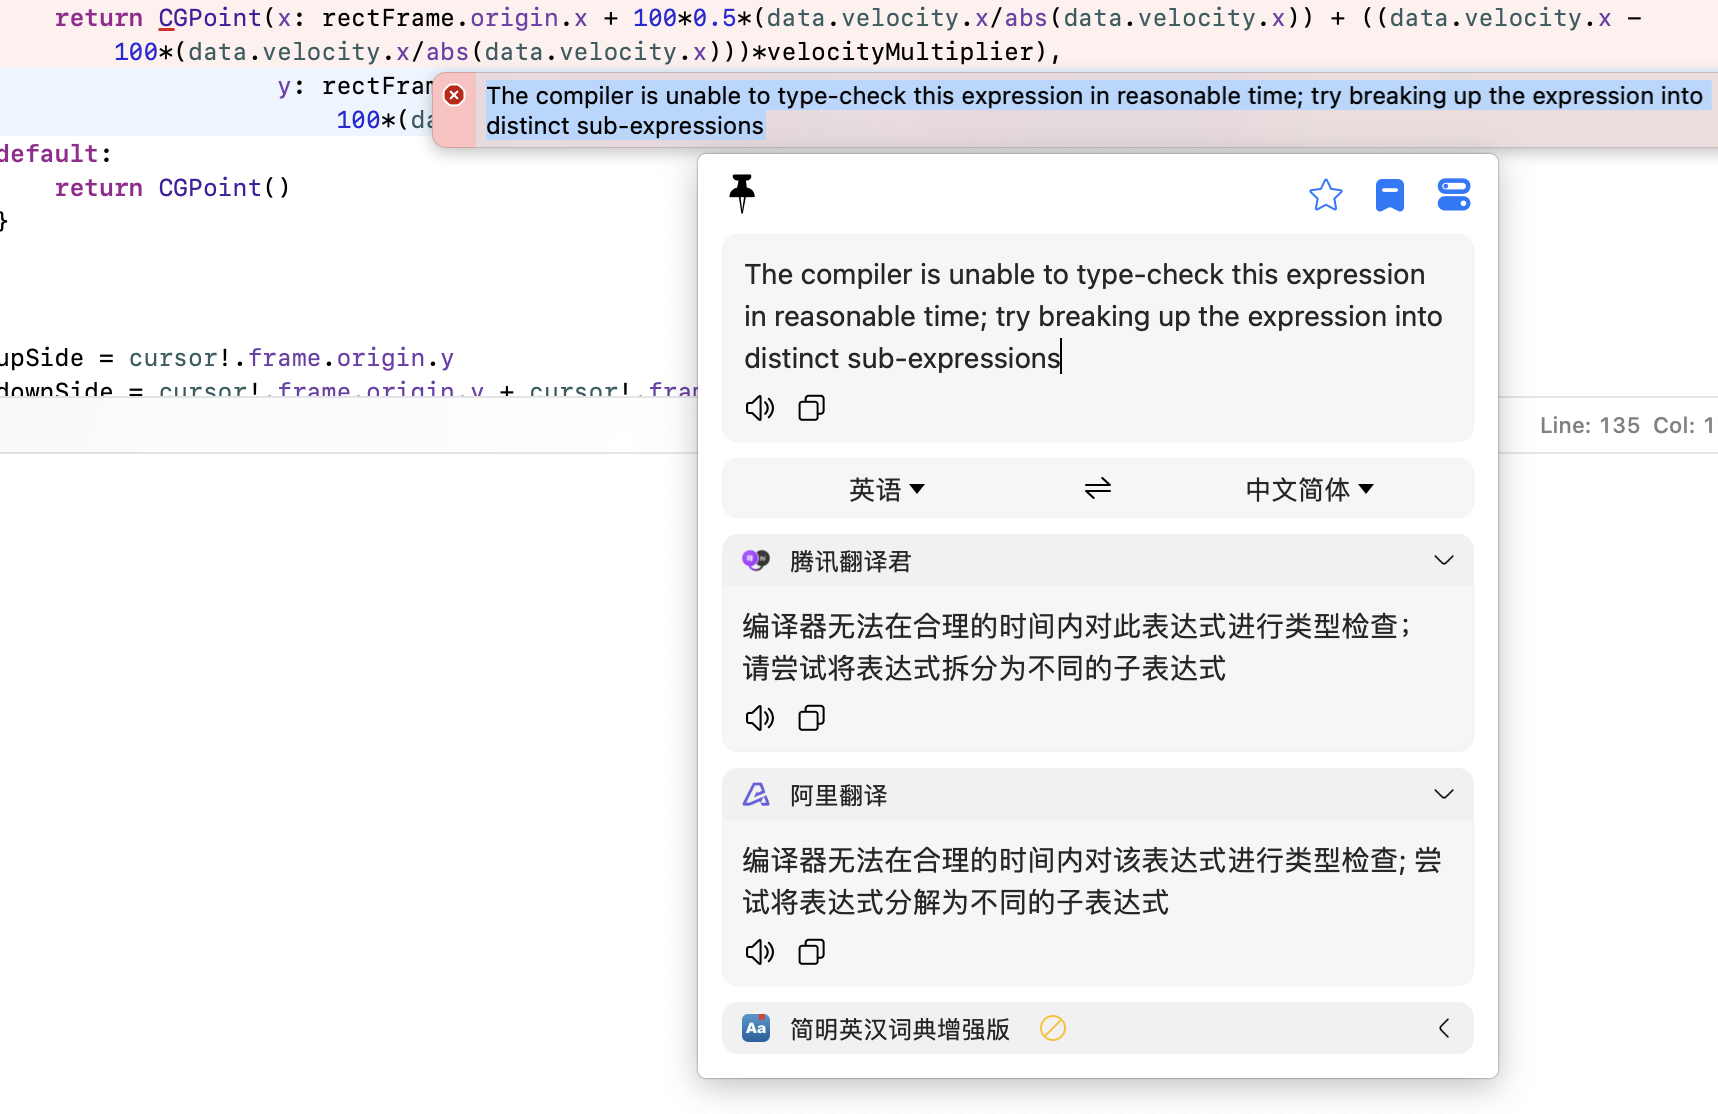 return CGPoint(x: rectFrame.origin.x + 100*0.5*(data.velocity.x/abs(data.velocity.x)) + ((data.velocity.x -
100*(data.velocity.x/abs(data.velocity.x)))*velocityMultiplier),
y: rectFram
100*(da
The compiler is unable to type-check this expression in reasonable time; try breaking up the expression into
distinct sub-expressions
default:
return CGPoint()
}
upSide = cursor!.frame.origin.y
downSide = cursor!.frame.origin.y + cursor!.fram
Line: 135 Col: 1
The compiler is unable to type-check this expression
in reasonable time; try breaking up the expression into
distinct sub-expressions
英语
中文简体
腾讯翻译君
编译器无法在合理的时间内对此表达式进行类型检查；
请尝试将表达式拆分为不同的子表达式
阿里翻译
编译器无法在合理的时间内对该表达式进行类型检查; 尝
试将表达式分解为不同的子表达式
Aa 简明英汉词典增强版